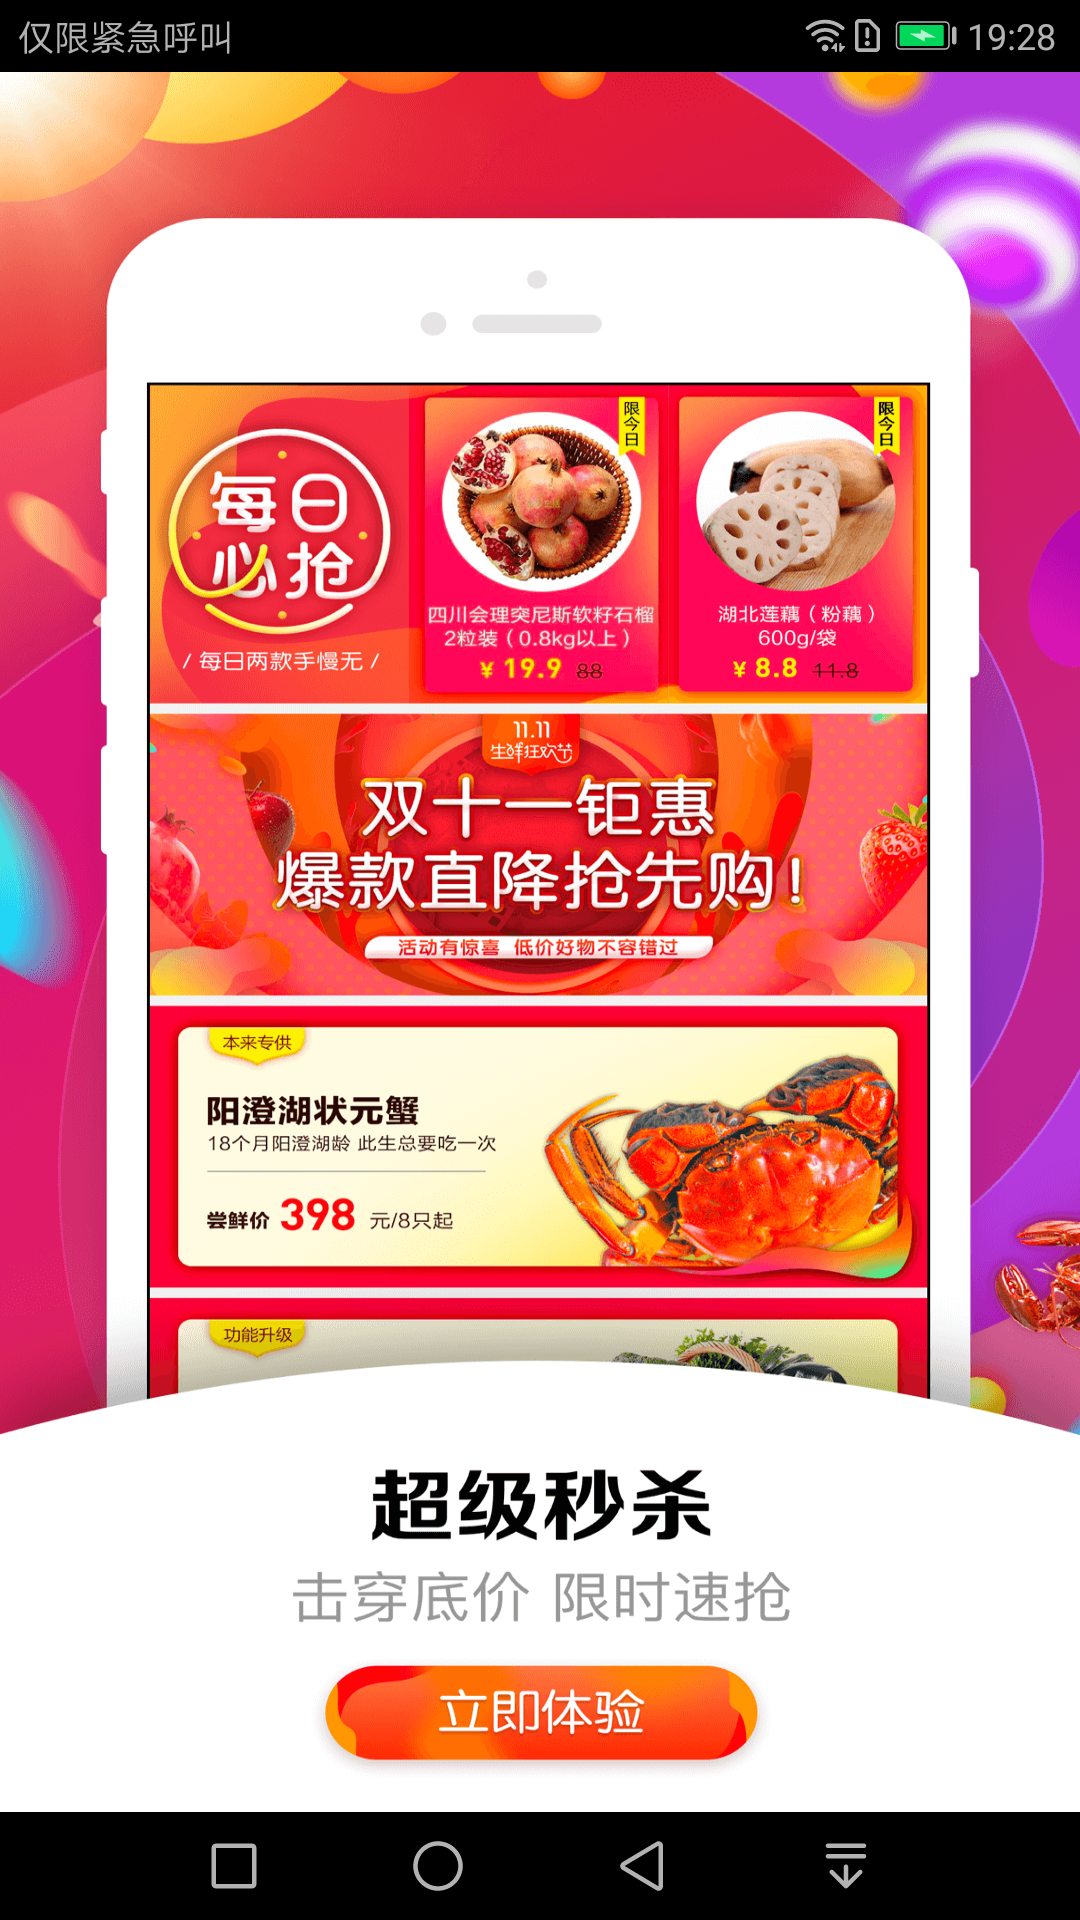 仅限紧急呼叫
19:28
每日
必抢
/ 每日两款手慢无 /
限今日
四川会理突尼斯软籽石榴
2粒装（0.8kg以上）
¥ 19.9 88
限今日
湖北莲藕（粉藕）
600g/袋
¥ 8.8 11.8
11.11
生鲜狂欢节
双十一钜惠
爆款直降抢先购！
活动有惊喜 低价好物不容错过
本来专供
阳澄湖状元蟹
18个月阳澄湖龄 此生总要吃一次
尝鲜价 398 元/8只起
功能升级
超级秒杀
击穿底价 限时速抢
立即体验